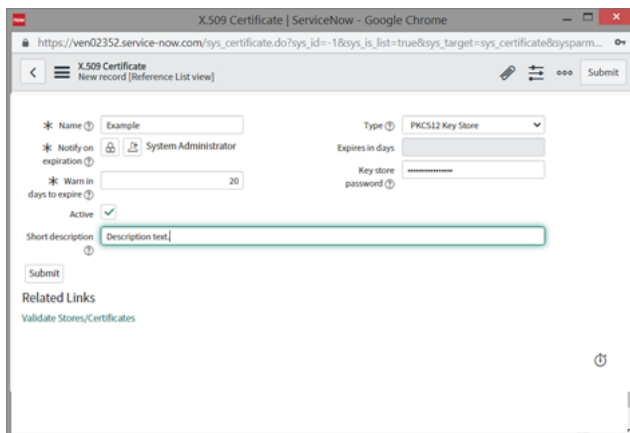 now
X.509 Certificate | ServiceNow - Google Chrome
https://ven02352.service-now.com/sys_certificate.do?sys_id=-1&sys_is_list=true&sys_target=sys_certificate&sysparm...
X.509 Certificate
New record [Reference List view]
Submit
Name Example
Type PKCS12 Key Store
Notify on expiration System Administrator
Expires in days
Key store password ••••••••••••••••
Warn in days to expire 20
Active
Short description Description text,
Submit
Related Links
Validate Stores/Certificates